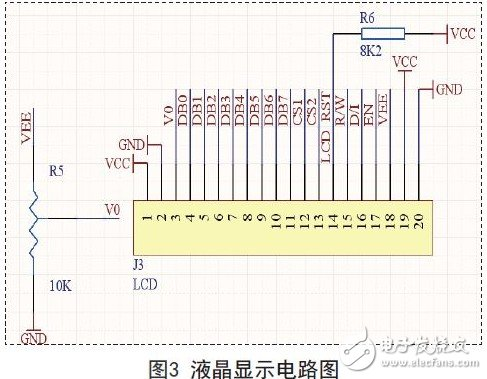 R6
VCC
8K2
VCC
GND
VEE
V0
DB0
DB1
DB2
DB3
DB4
DB5
DB6
DB7
CS1
CS2
LCD RST
R/W
D/I
EN
VEE
GND
VCC
R5
V0
1
2
3
4
5
6
7
8
9
10
11
12
13
14
15
16
17
18
19
20
J3
LCD
10K
GND
电子发烧友
图3 液晶显示电路图